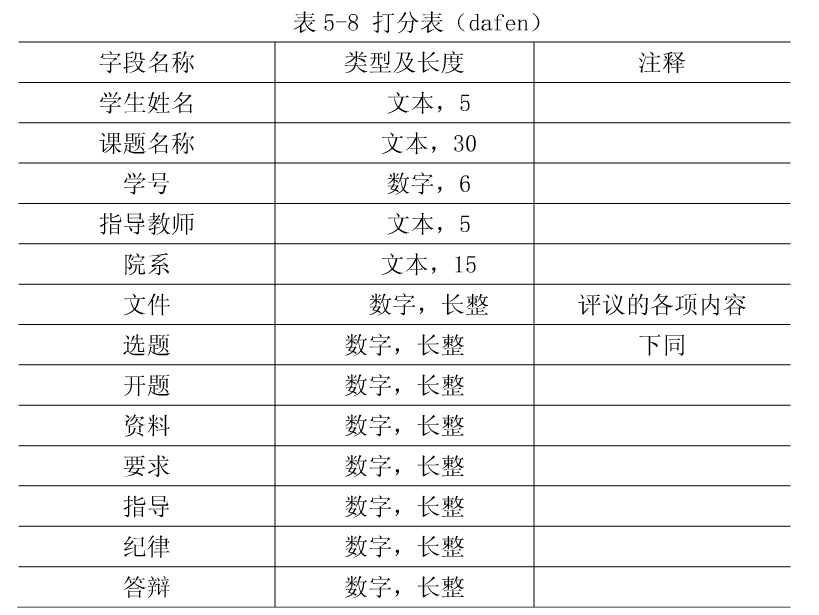 表 5-8 打分表（dafen）
字段名称 类型及长度 注释
学生姓名 文本，5
课题名称 文本，30
学号 数字，6
指导教师 文本，5
院系 文本，15
文件 数字，长整 评议的各项内容
选题 数字，长整 下同
开题 数字，长整
资料 数字，长整
要求 数字，长整
指导 数字，长整
纪律 数字，长整
答辩 数字，长整